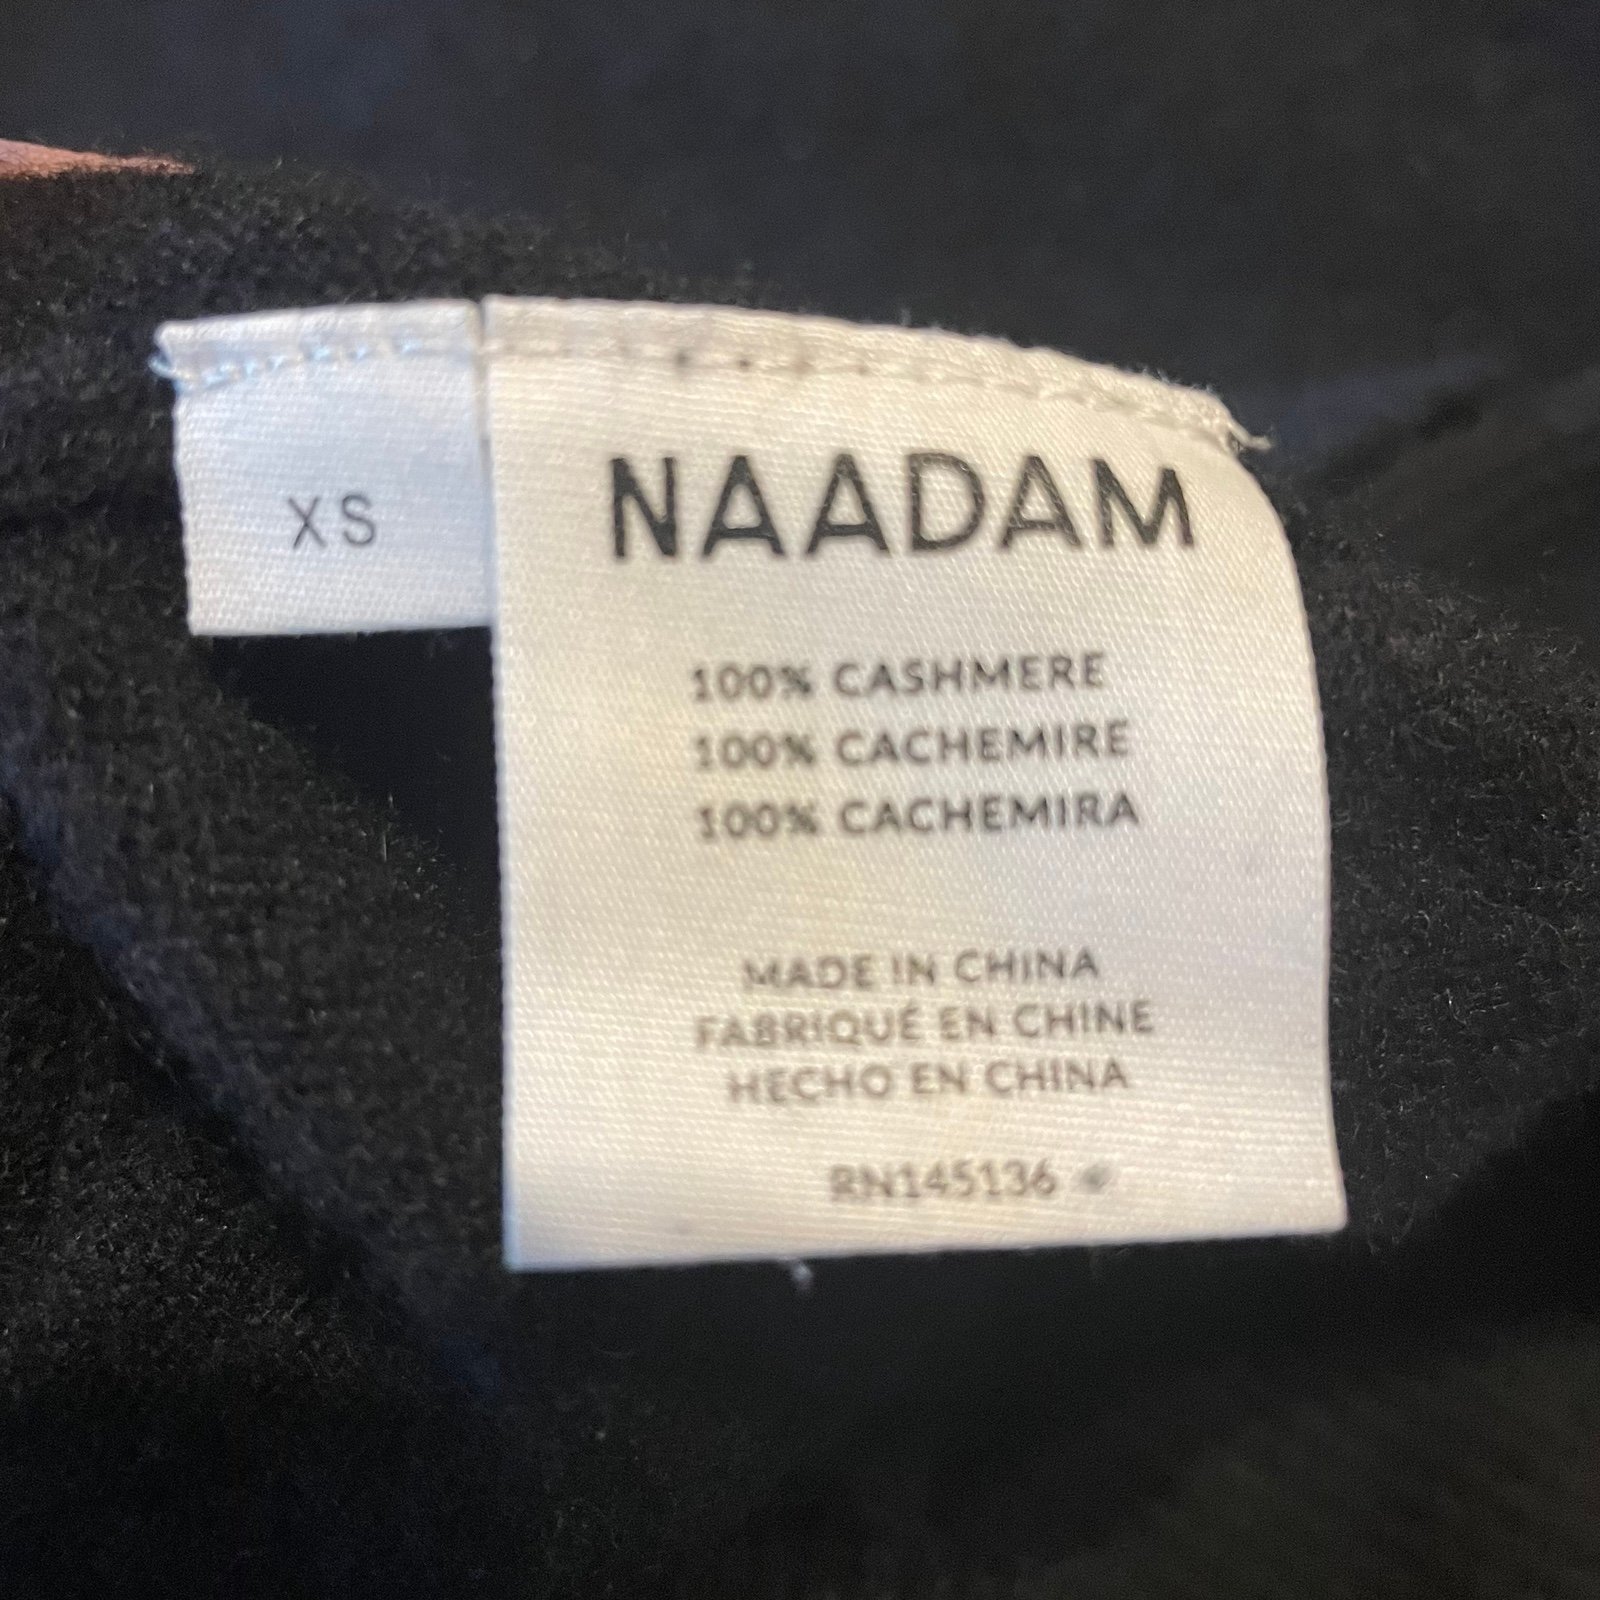 XS
NAADAM
100% CASHMERE
100% CACHEMIRE
100% CACHEMIRA
MADE IN CHINA
FABRIQUÉ EN CHINE
HECHO EN CHINA
RN145136